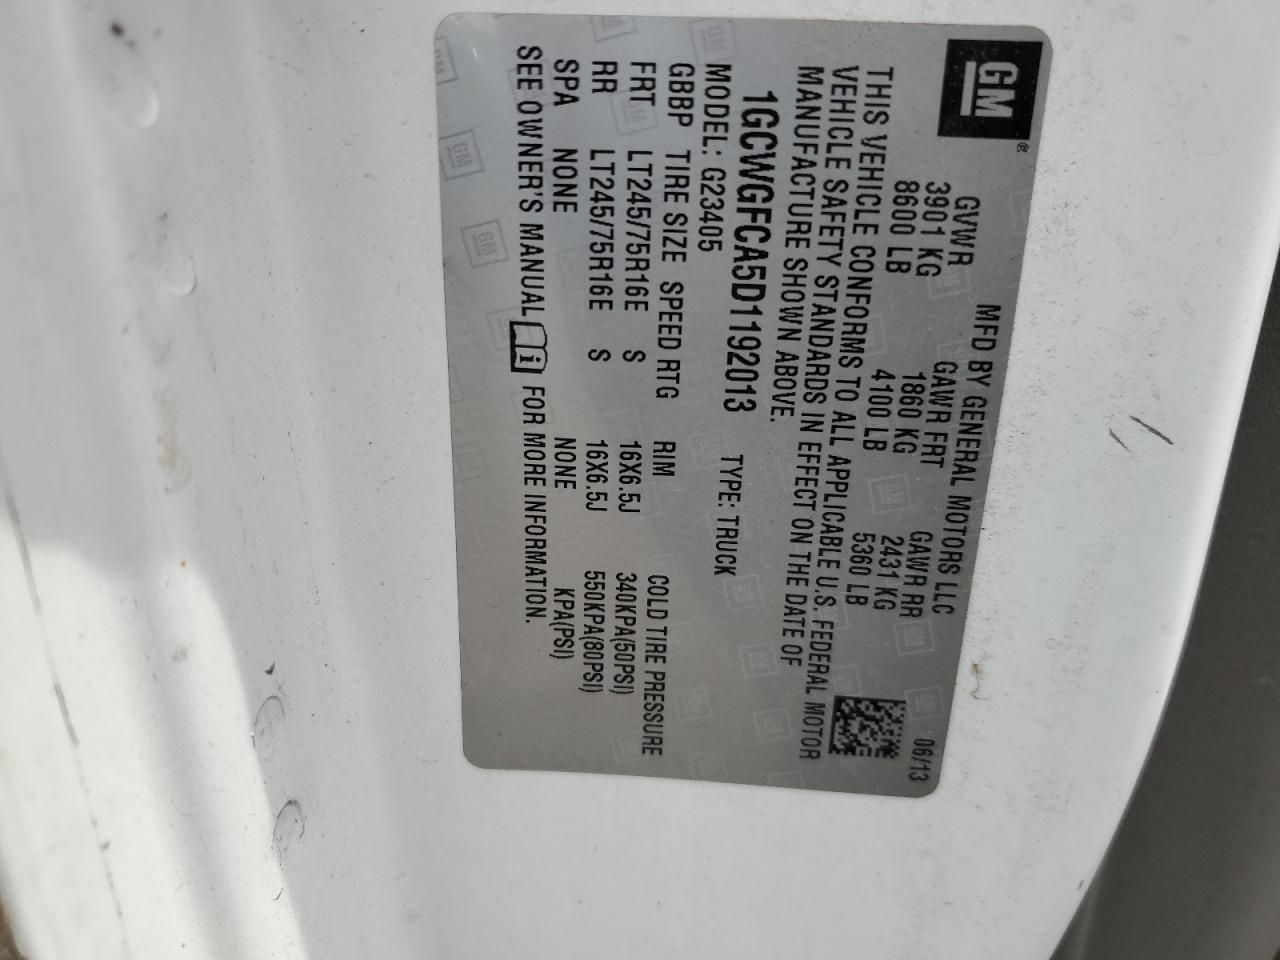 GM®
MFD BY GENERAL MOTORS LLC 06/13
GVWR GAWR FRT GAWR RR
3901 KG 1860 KG 2431 KG
8600 LB 4100 LB 5360 LB
THIS VEHICLE CONFORMS TO ALL APPLICABLE U.S. FEDERAL MOTOR
VEHICLE SAFETY STANDARDS IN EFFECT ON THE DATE OF
MANUFACTURE SHOWN ABOVE.
1GCWGFCA5D1192013 TYPE: TRUCK
MODEL: G23405
GBBP TIRE SIZE SPEED RTG RIM COLD TIRE PRESSURE
FRT LT245/75R16E S 16X6.5J 340KPA(50PSI)
RR LT245/75R16E S 16X6.5J 550KPA(80PSI)
SPA NONE NONE KPA(PSI)
SEE OWNER'S MANUAL i FOR MORE INFORMATION.